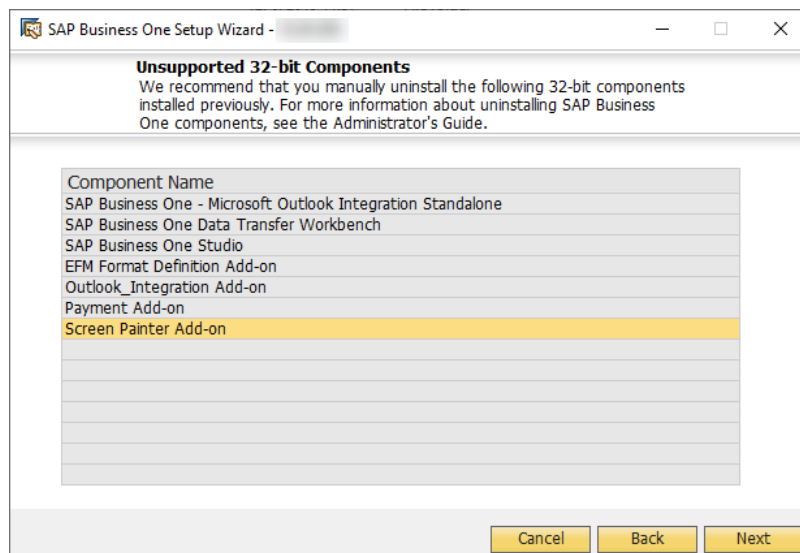 SAP Business One Setup Wizard -
Unsupported 32-bit Components
We recommend that you manually uninstall the following 32-bit components
installed previously. For more information about uninstalling SAP Business
One components, see the Administrator's Guide.
Component Name
SAP Business One - Microsoft Outlook Integration Standalone
SAP Business One Data Transfer Workbench
SAP Business One Studio
EFM Format Definition Add-on
Outlook_Integration Add-on
Payment Add-on
Screen Painter Add-on
Cancel Back Next